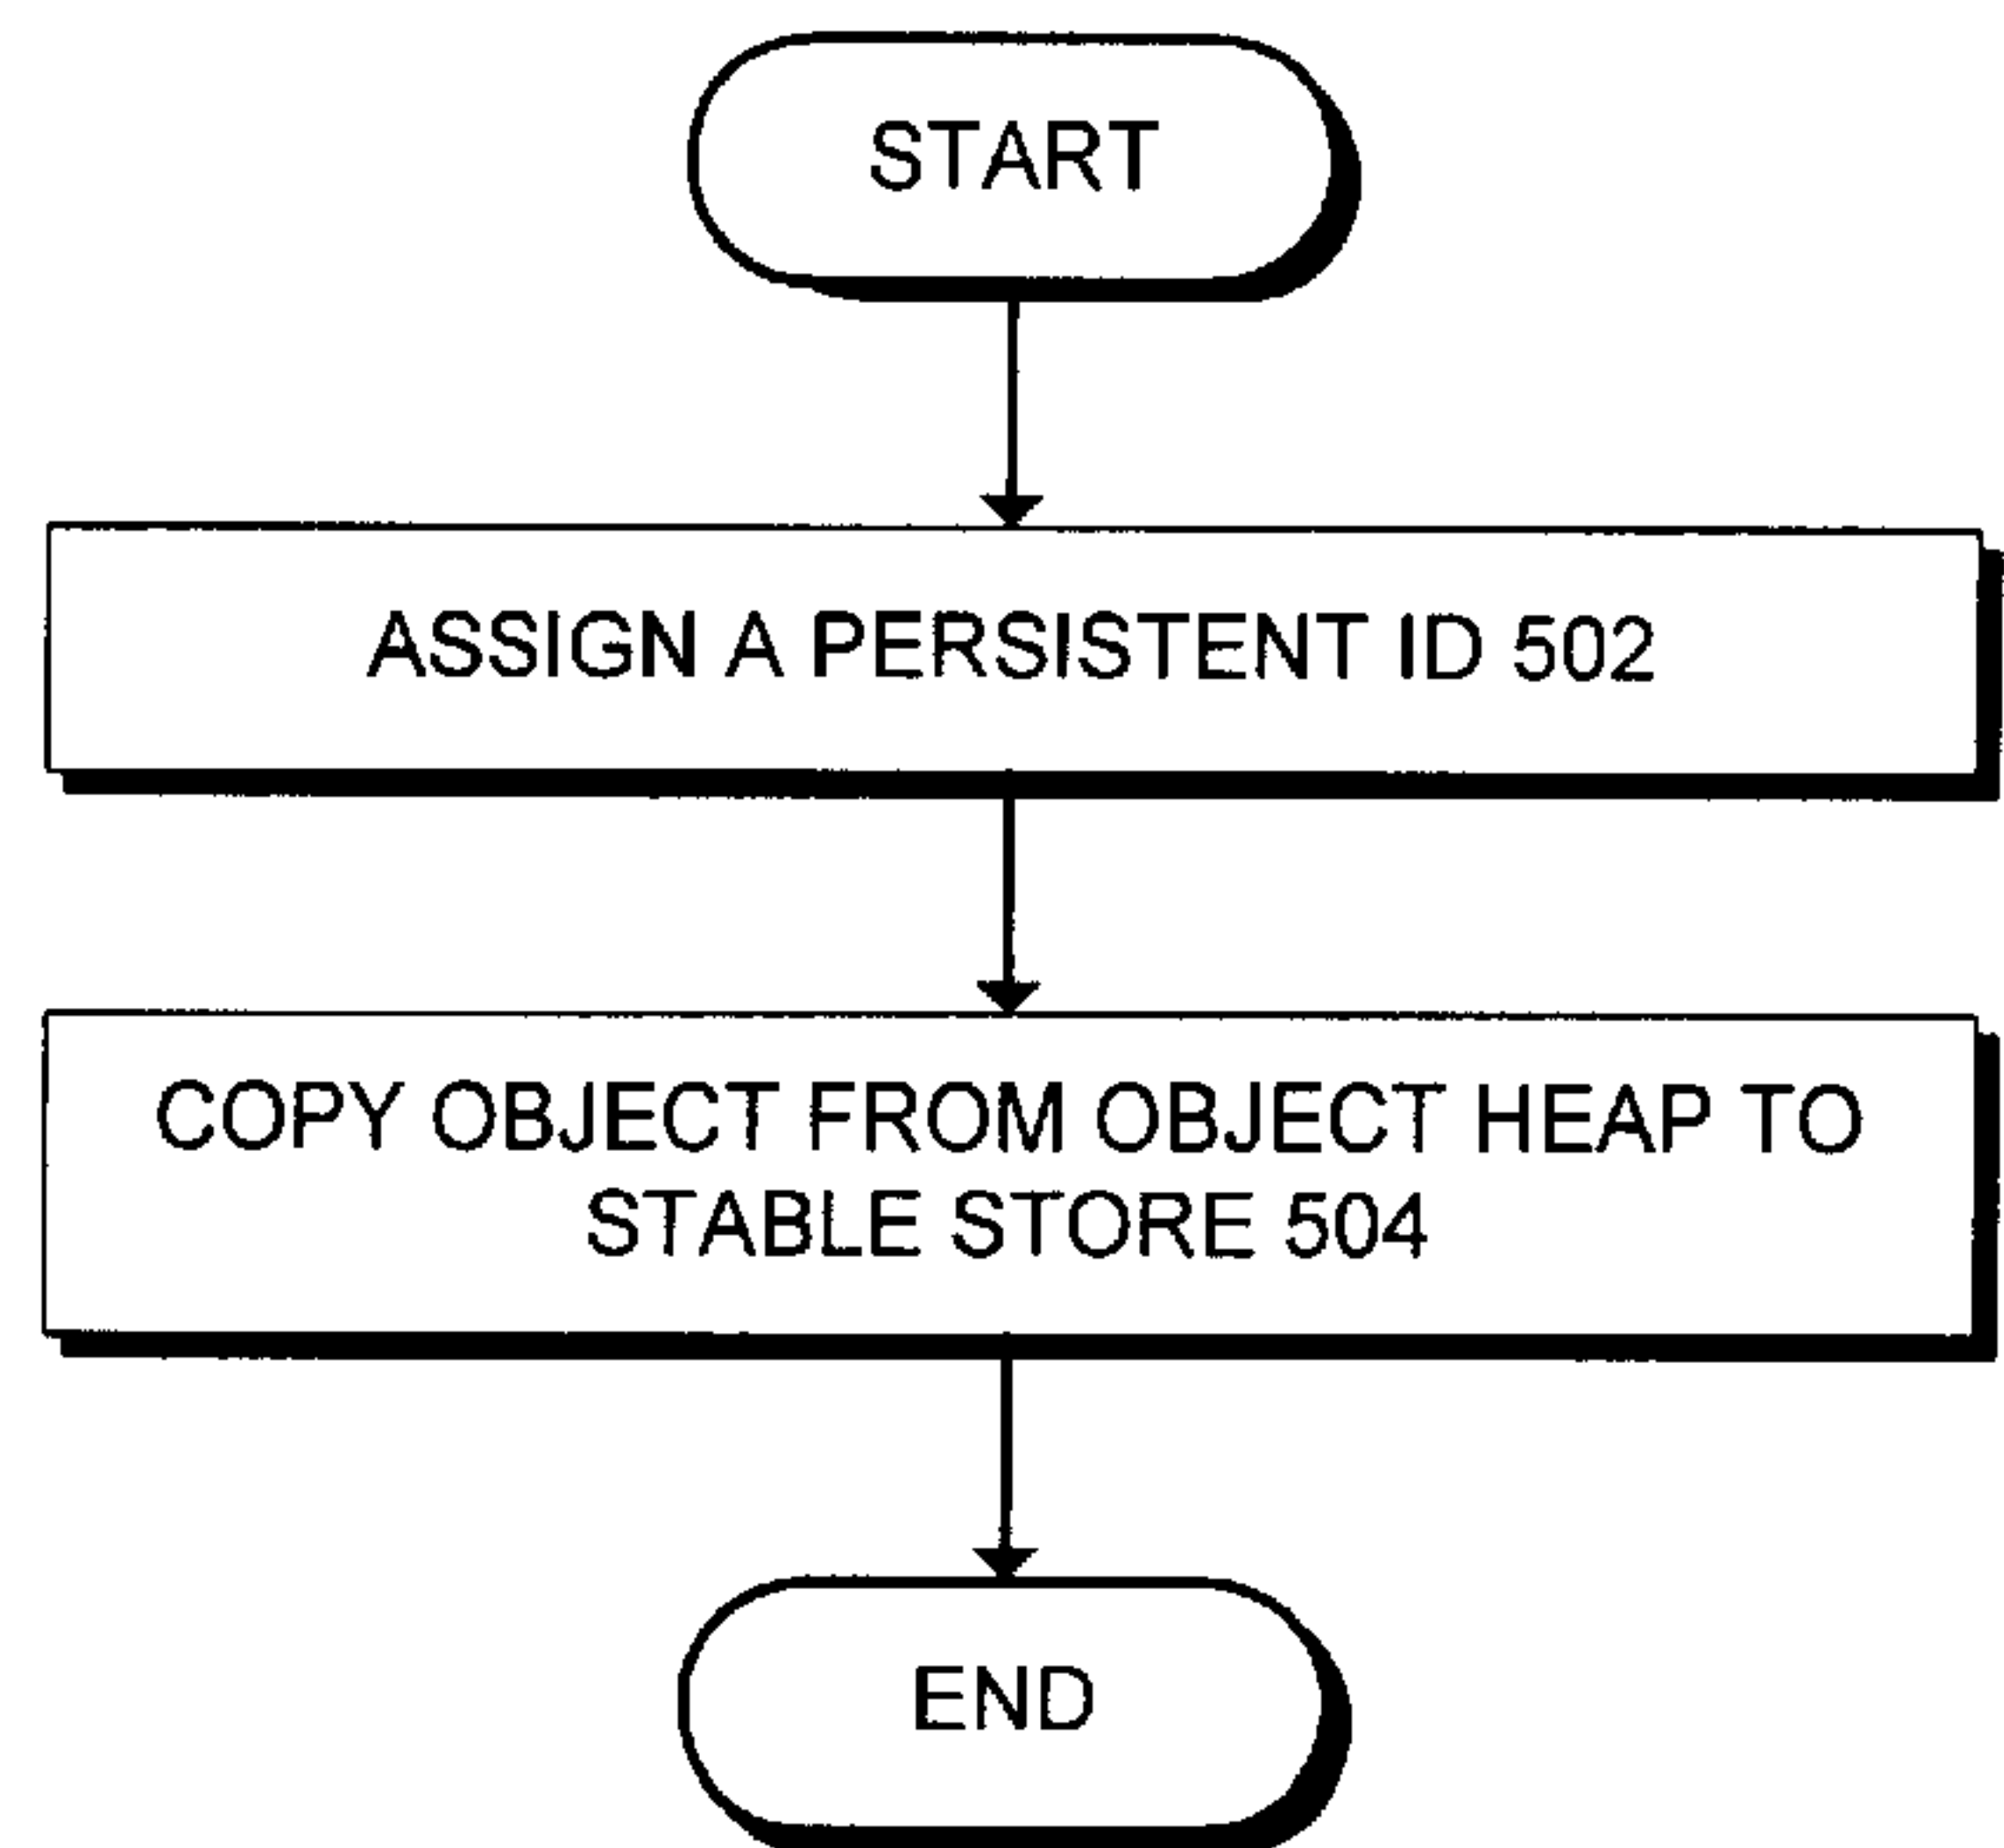 START
ASSIGN A PERSISTENT ID 502
COPY OBJECT FROM OBJECT HEAP TO
STABLE STORE 504
END